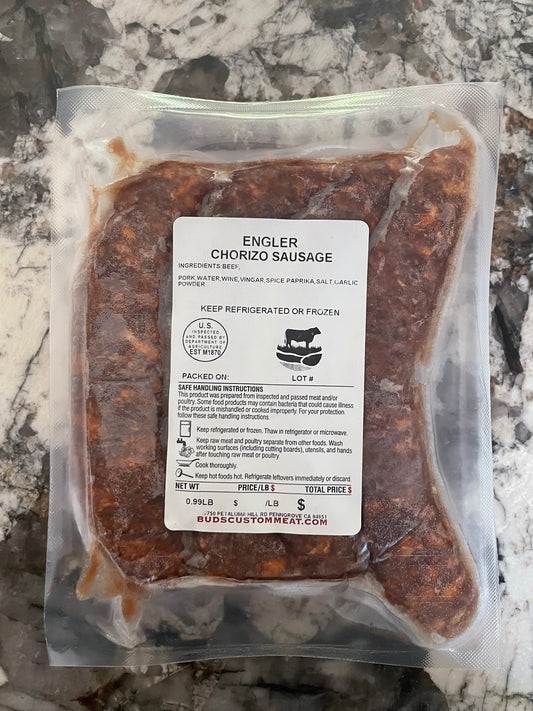 ENGLER
CHORIZO SAUSAGE
INGREDIENTS:BEEF,
PORK,WATER,WINE,VINGAR,SPICE PAPRIKA,SALT,GARLIC
POWDER
KEEP REFRIGERATED OR FROZEN
U.S.
INSPECTED
AND PASSED BY
DEPARTMENT OF
AGRICULTURE
EST M1870
PACKED ON: LOT #
SAFE HANDLING INSTRUCTIONS
This product was prepared from inspected and passed meat and/or
poultry. Some food products may contain bacteria that could cause illness
if the product is mishandled or cooked improperly. For your protection,
follow these safe handling instructions.
Keep refrigerated or frozen. Thaw in refrigerator or microwave.
Keep raw meat and poultry separate from other foods. Wash
working surfaces (including cutting boards), utensils, and hands
after touching raw meat or poultry.
Cook thoroughly.
Keep hot foods hot. Refrigerate leftovers immediately or discard.
NET WT PRICE/LB $ TOTAL PRICE $
0.99LB $ /LB $
PETALUMA HILL RD PENNGROVE CA 94951
BUDSCUSTOMMEAT.COM